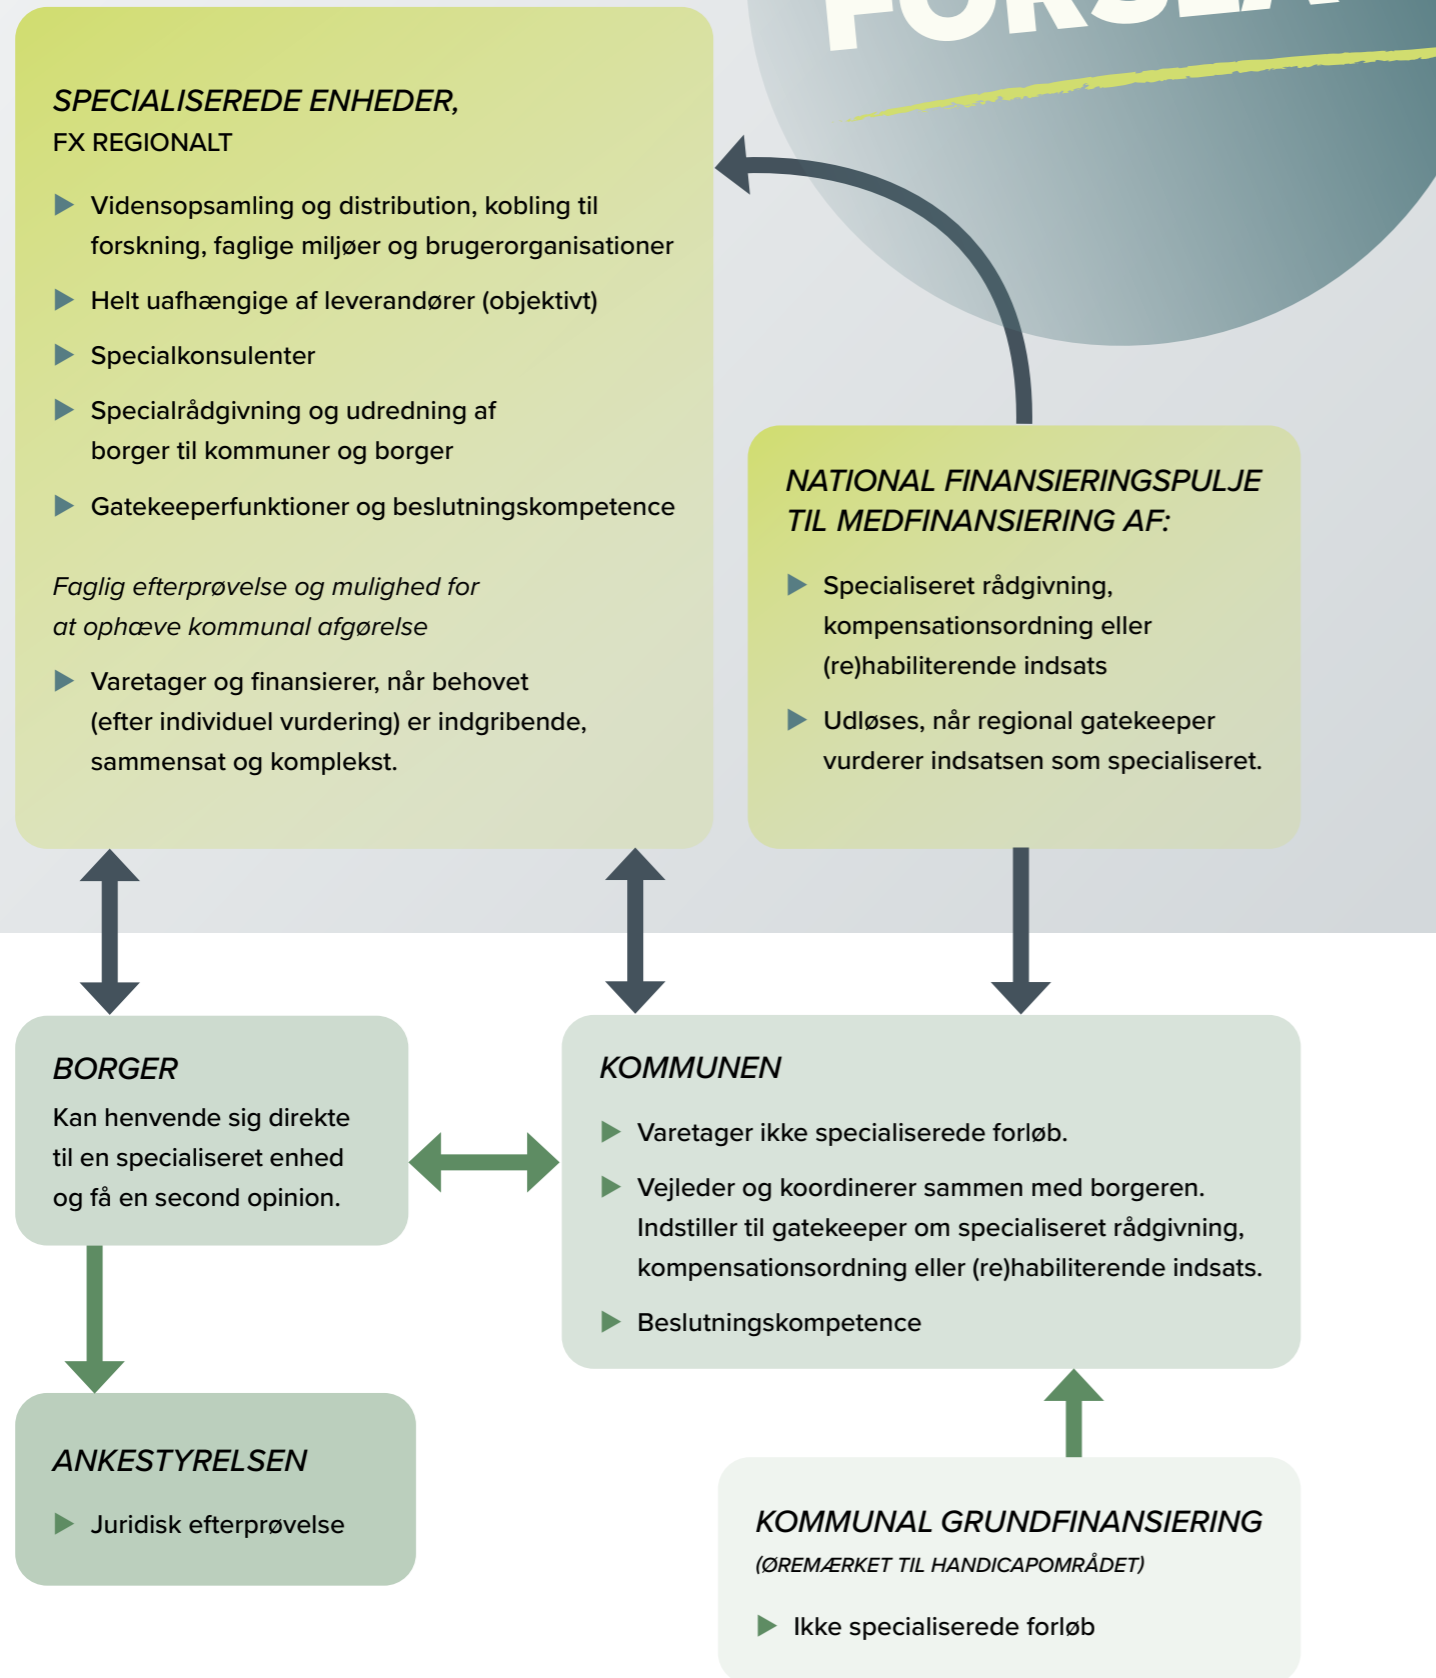 SPECIALISEREDE ENHEDER,
FX REGIONALT
Vidensopsamling og distribution, kobling til
forskning, faglige miljøer og brugerorganisationer
Helt uafhængige af leverandører (objektivt)
Specialkonsulenter
Specialrådgivning og udredning af
borger til kommuner og borger
Gatekeeperfunktioner og beslutningskompetence
Faglig efterprøvelse og mulighed for
at ophæve kommunal afgørelse
Varetager og finansierer, når behovet
(efter individuel vurdering) er indgribende,
sammensat og komplekst.
NATIONAL FINANSIERINGSPULJE
TIL MEDFINANSIERING AF:
Specialiseret rådgivning,
kompensationsordning eller
(re)habiliterende indsats
Udløses, når regional gatekeeper
vurderer indsatsen som specialiseret.
BORGER
Kan henvende sig direkte
til en specialiseret enhed
og få en second opinion.
KOMMUNEN
Varetager ikke specialiserede forløb.
Vejleder og koordinerer sammen med borgeren.
Indstiller til gatekeeper om specialiseret rådgivning,
kompensationsordning eller (re)habiliterende indsats.
Beslutningskompetence
ANKESTYRELSEN
Juridisk efterprøvelse
KOMMUNAL GRUNDFINANSIERING
(ØREMÆRKET TIL HANDICAPOMRÅDET)
Ikke specialiserede forløb